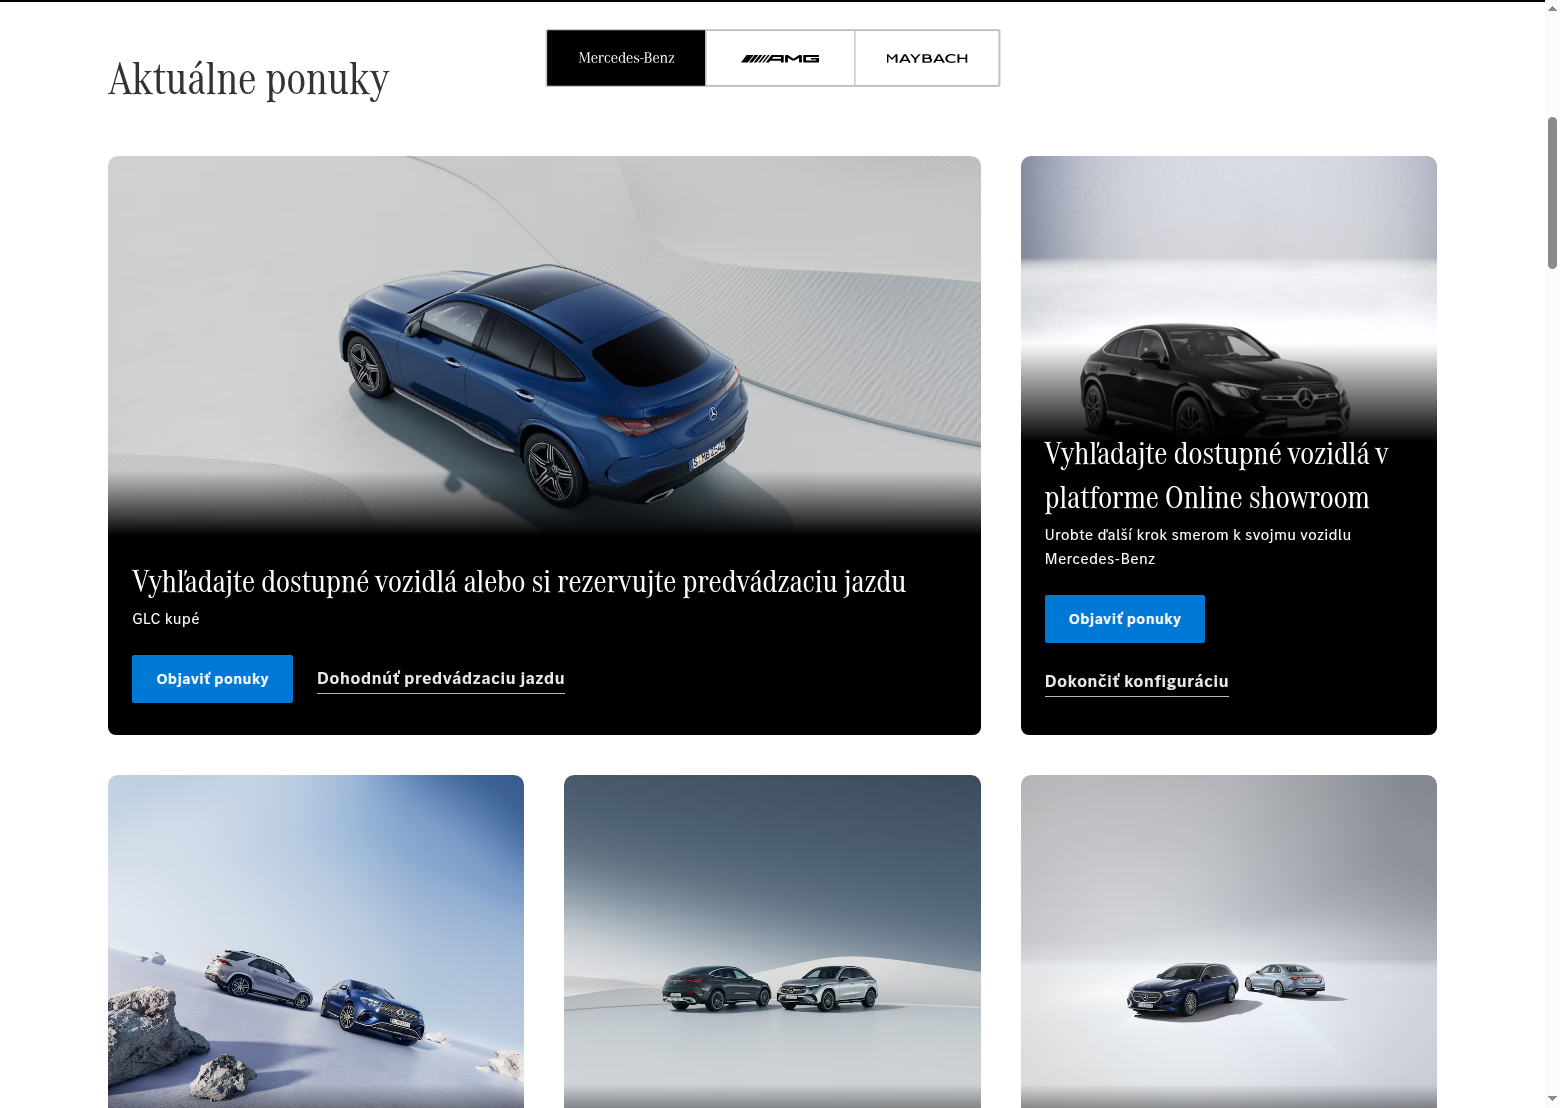 Aktuálne ponuky
Mercedes-Benz
AMG
MAYBACH
Vyhľadajte dostupné vozidlá alebo si rezervujte predvádzaciu jazdu
GLC kupé
Objaviť ponuky
Dohodnúť predvádzaciu jazdu
Vyhľadajte dostupné vozidlá v
platforme Online showroom
Urobte ďalší krok smerom k svojmu vozidlu
Mercedes-Benz
Objaviť ponuky
Dokončiť konfiguráciu